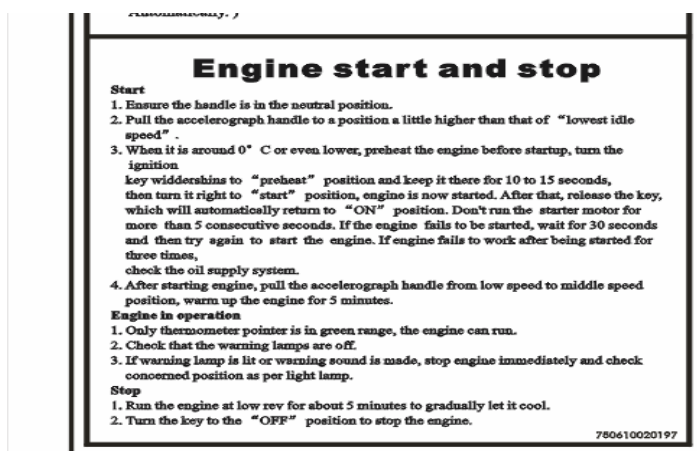 Automatically. )
Engine start and stop
Start
1. Ensure the handle is in the neutral position.
2. Pull the accelerograph handle to a position a little higher than that of “lowest idle
speed”.
3. When it is around 0° C or even lower, preheat the engine before startup, turn the
ignition
key widdershins to “preheat” position and keep it there for 10 to 15 seconds,
then turn it right to “start” position, engine is now started. After that, release the key,
which will automatically return to “ON” position. Don't run the starter motor for
more than 5 consecutive seconds. If the engine fails to be started, wait for 30 seconds
and then try again to start the engine. If engine fails to work after being started for
three times,
check the oil supply system.
4. After starting engine, pull the accelerograph handle from low speed to middle speed
position, warm up the engine for 5 minutes.
Engine in operation
1. Only thermometer pointer is in green range, the engine can run.
2. Check that the warning lamps are off.
3. If warning lamp is lit or warning sound is made, stop engine immediately and check
concerned position as per light lamp.
Stop
1. Run the engine at low rev for about 5 minutes to gradually let it cool.
2. Turn the key to the “OFF” position to stop the engine.
780610020197